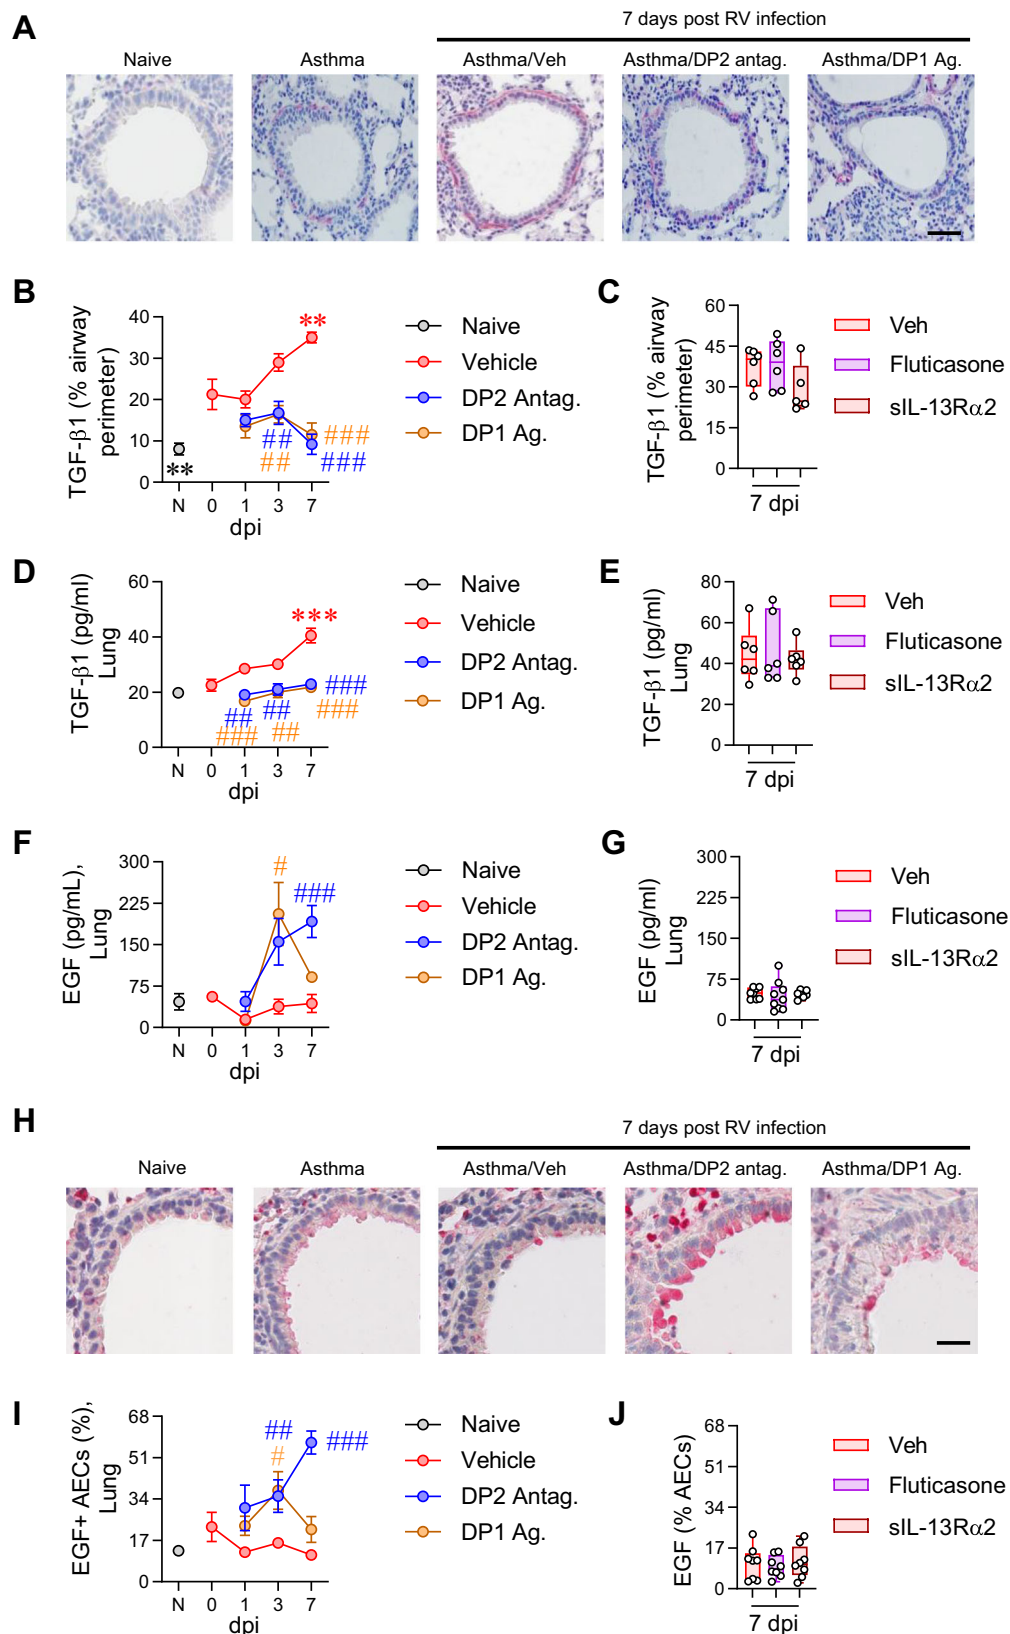 A
7 days post RV infection
Naive
Asthma
Asthma/Veh
Asthma/DP2 antag.
Asthma/DP1 Ag.
B
TGF-β1 (% airway
perimeter)
40
30
20
10
0
N
0
1
3
7
dpi
**
**
##
##
###
###
Naive
Vehicle
DP2 Antag.
DP1 Ag.
C
TGF-β1 (% airway
perimeter)
60
45
30
15
0
7 dpi
Veh
Fluticasone
sIL-13Rα2
D
TGF-β1 (pg/ml)
Lung
60
40
20
0
N
0
1
3
7
dpi
***
##
###
##
##
###
###
Naive
Vehicle
DP2 Antag.
DP1 Ag.
E
TGF-β1 (pg/ml)
Lung
80
60
40
20
0
7 dpi
Veh
Fluticasone
sIL-13Rα2
F
EGF (pg/mL),
Lung
300
225
150
75
0
N
0
1
3
7
dpi
#
###
Naive
Vehicle
DP2 Antag.
DP1 Ag.
G
EGF (pg/ml)
Lung
300
225
150
75
0
7 dpi
Veh
Fluticasone
sIL-13Rα2
H
7 days post RV infection
Naive
Asthma
Asthma/Veh
Asthma/DP2 antag.
Asthma/DP1 Ag.
I
EGF+ AECs (%),
Lung
68
51
34
17
0
N
0
1
3
7
dpi
##
#
###
Naive
Vehicle
DP2 Antag.
DP1 Ag.
J
EGF (% AECs)
68
51
34
17
0
7 dpi
Veh
Fluticasone
sIL-13Rα2